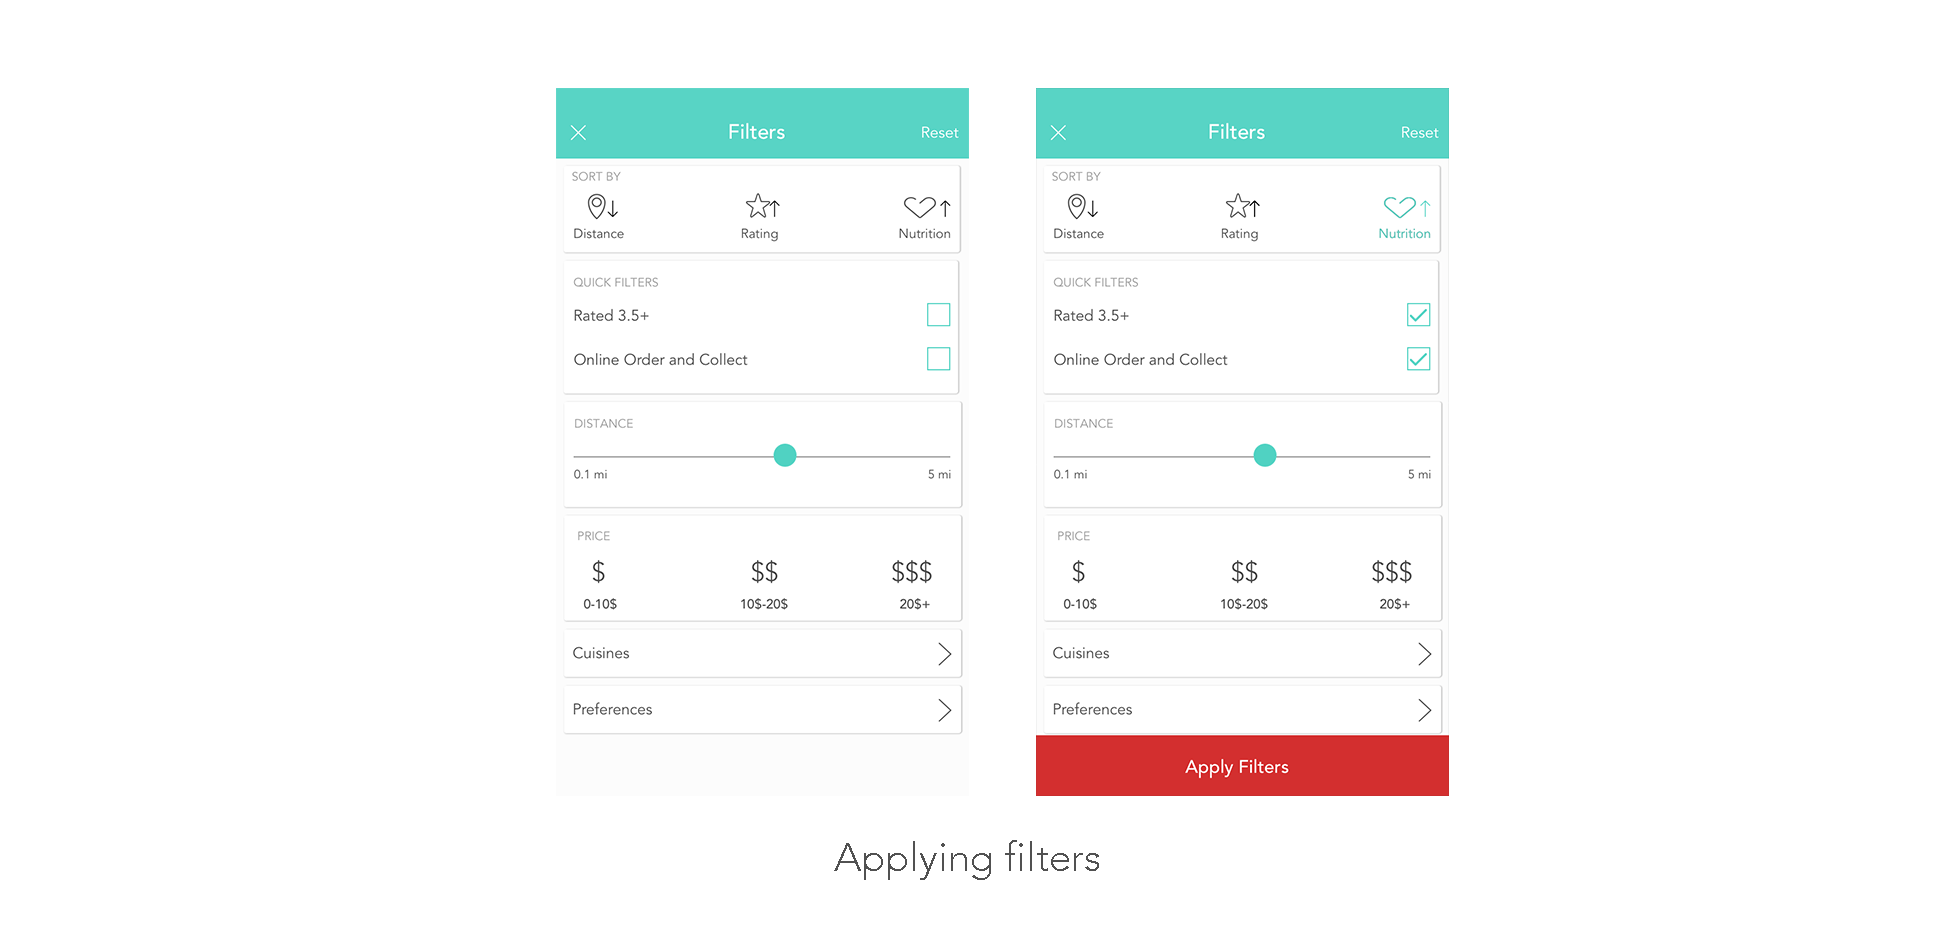 Filters Reset
SORT BY
Distance Rating Nutrition
QUICK FILTERS
Rated 3.5+
Online Order and Collect
DISTANCE
0.1 mi 5 mi
PRICE
$ $$ $$$
0-10$ 10$-20$ 20$+
Cuisines
Preferences
Filters Reset
SORT BY
Distance Rating Nutrition
QUICK FILTERS
Rated 3.5+
Online Order and Collect
DISTANCE
0.1 mi 5 mi
PRICE
$ $$ $$$
0-10$ 10$-20$ 20$+
Cuisines
Preferences
Apply Filters
Applying filters